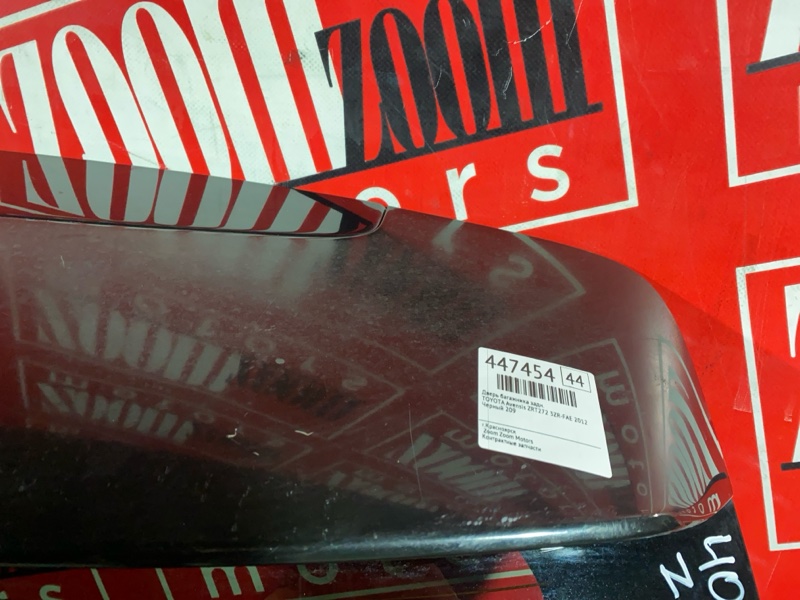 ZOOM
ZOOM
ors
447454 44
Дверь багажника задн.
TOYOTA Avensis ZRT272 3ZR-FAE 2012
Черный 209
г.Красноярск
Zoom Zoom Motors
Контрактные запчасти